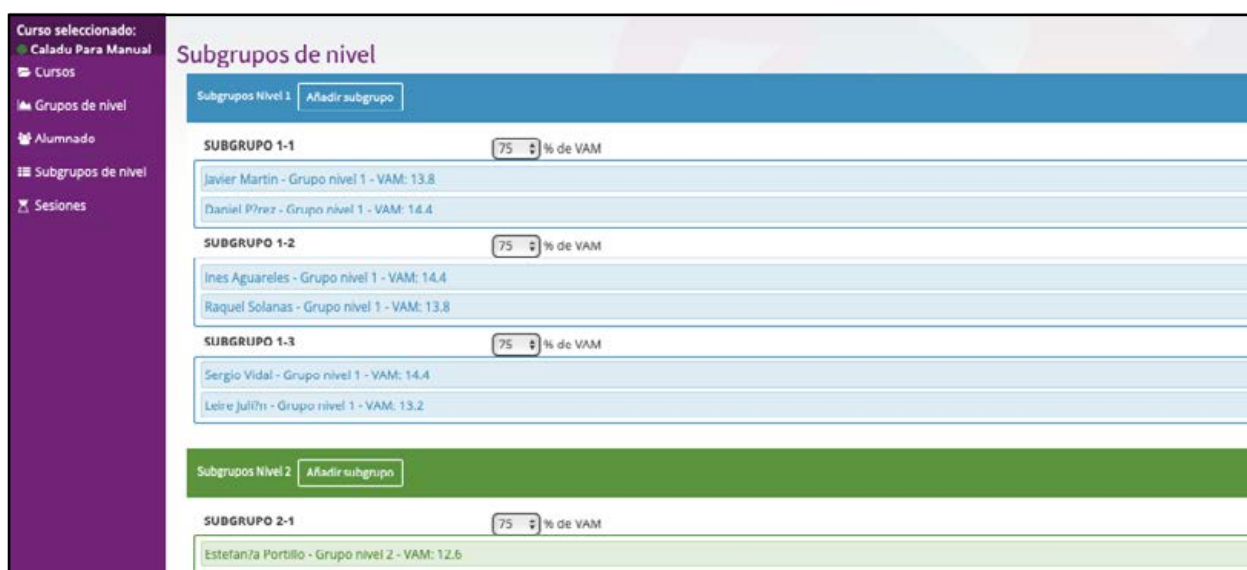 Curso seleccionado:
Caladu Para Manual
Cursos
Grupos de nivel
Alumnado
Subgrupos de nivel
Sesiones
Subgrupos de nivel
Subgrupos Nivel 1 Añadir subgrupo
SUBGRUPO 1-1 75 % de VAM
Javier Martin - Grupo nivel 1 - VAM: 13.8
Daniel P?rez - Grupo nivel 1 - VAM: 14.4
SUBGRUPO 1-2 75 % de VAM
Ines Aguareles - Grupo nivel 1 - VAM: 14.4
Raquel Solanas - Grupo nivel 1 - VAM: 13.8
SUBGRUPO 1-3 75 % de VAM
Sergio Vidal - Grupo nivel 1 - VAM: 14.4
Leire Juli?n - Grupo nivel 1 - VAM: 13.2
Subgrupos Nivel 2 Añadir subgrupo
SUBGRUPO 2-1 75 % de VAM
Estefan?a Portillo - Grupo nivel 2 - VAM: 12.6